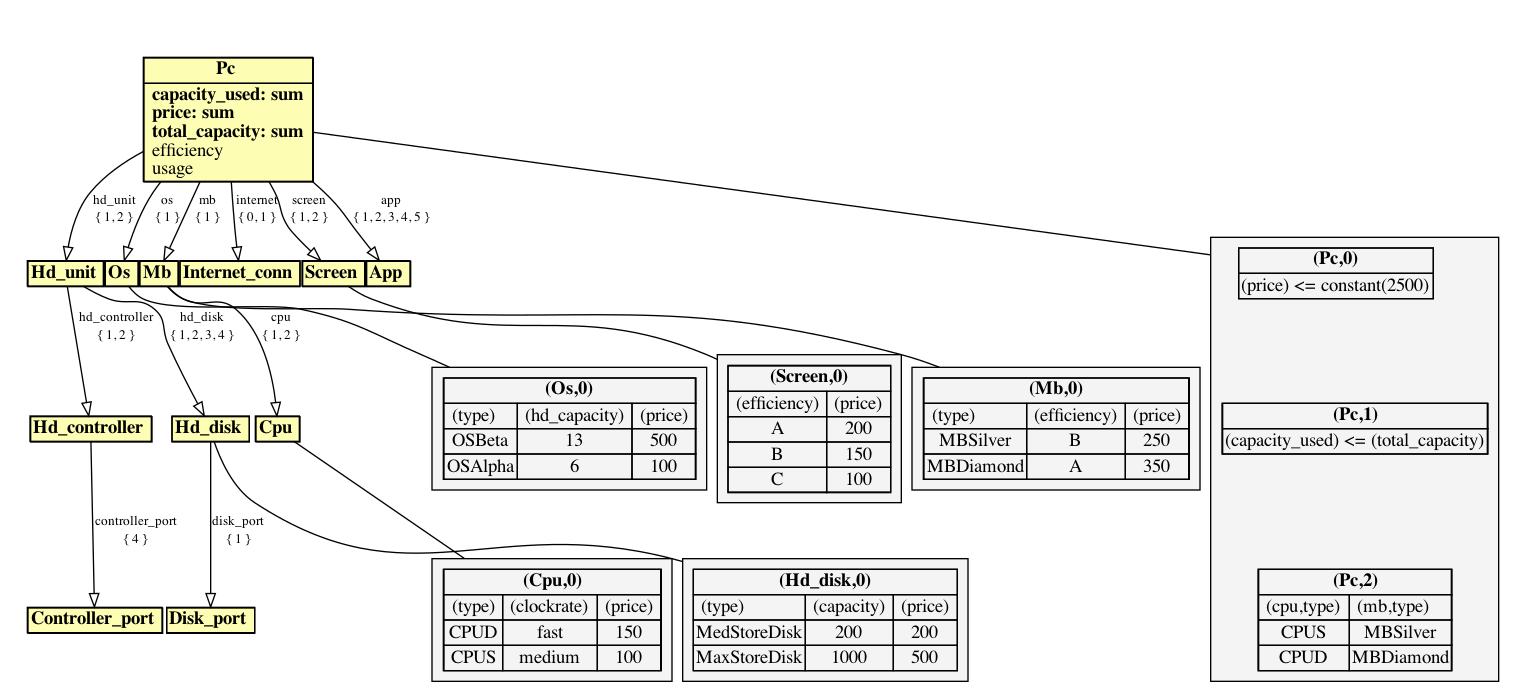 Pc
capacity_used: sum
price: sum
total_capacity: sum
efficiency
usage
hd_unit
{ 1, 2 }
os
{ 1 }
mb
{ 1 }
internet
{ 0, 1 }
screen
{ 1, 2 }
app
{ 1, 2, 3, 4, 5 }
Hd_unit
Os
Mb
Internet_conn
Screen
App
hd_controller
{ 1, 2 }
hd_disk
{ 1, 2, 3, 4 }
cpu
{ 1, 2 }
Hd_controller
Hd_disk
Cpu
controller_port
{ 4 }
disk_port
{ 1 }
Controller_port
Disk_port
(Os,0)
(type) (hd_capacity) (price)
OSBeta 13 500
OSAlpha 6 100
(Screen,0)
(efficiency) (price)
A 200
B 150
C 100
(Mb,0)
(type) (efficiency) (price)
MBSilver B 250
MBDiamond A 350
(Cpu,0)
(type) (clockrate) (price)
CPUD fast 150
CPUS medium 100
(Hd_disk,0)
(type) (capacity) (price)
MedStoreDisk 200 200
MaxStoreDisk 1000 500
(Pc,0)
(price) <= constant(2500)
(Pc,1)
(capacity_used) <= (total_capacity)
(Pc,2)
(cpu,type) (mb,type)
CPUS MBSilver
CPUD MBDiamond